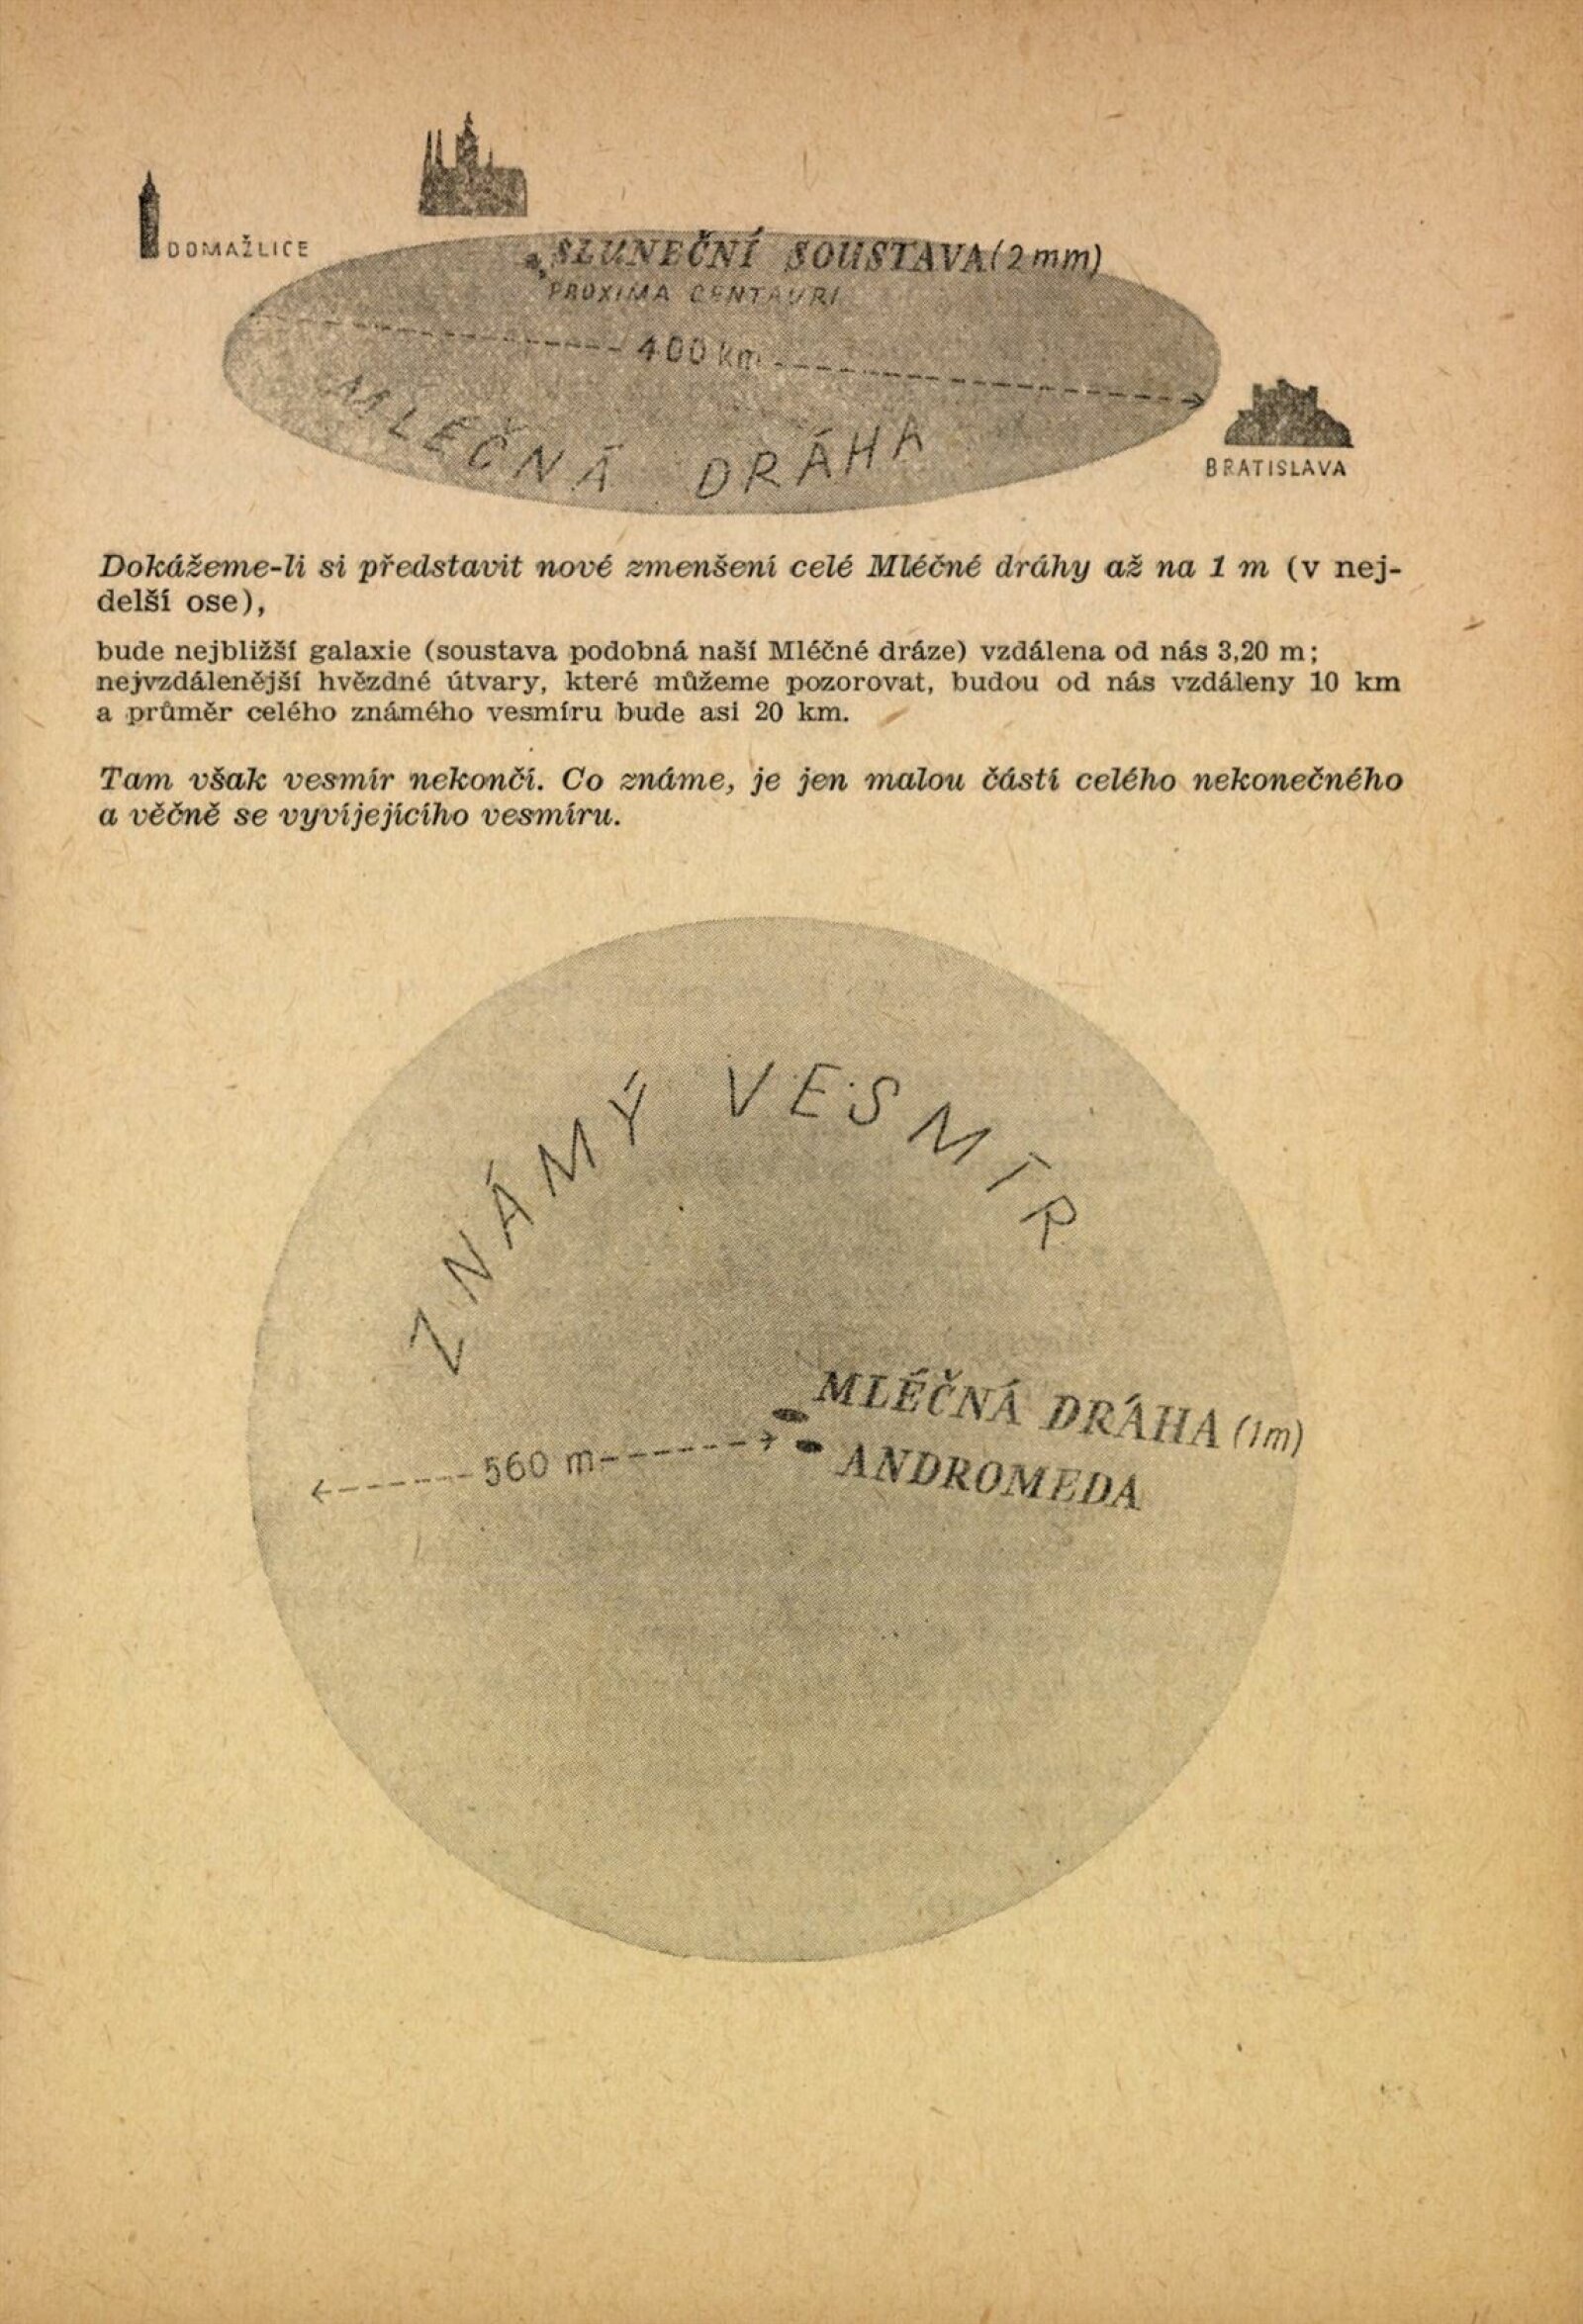 DOMAŽLICE
SLUNEČNÍ SOUSTAVA (2 mm)
PROXIMA CENTAURI
400 km
MLÉČNÁ DRÁHA
BRATISLAVA
Dokážeme-li si představit nové zmenšení celé Mléčné dráhy až na 1 m (v nej-
delší ose),
bude nejbližší galaxie (soustava podobná naší Mléčné dráze) vzdálena od nás 3,20 m;
nejvzdálenější hvězdné útvary, které můžeme pozorovat, budou od nás vzdáleny 10 km
a průměr celého známého vesmíru bude asi 20 km.
Tam však vesmír nekončí. Co známe, je jen malou částí celého nekonečného
a věčně se vyvíjejícího vesmíru.
ZNÁMÝ VESMÍR
MLÉČNÁ DRÁHA (1m)
560 m
ANDROMEDA